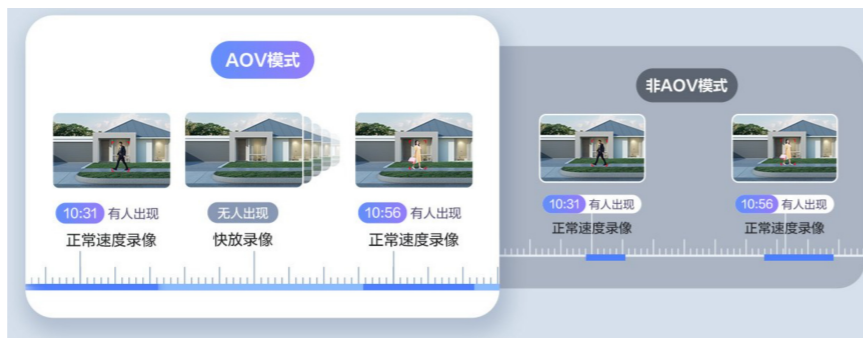 AOV模式
10:31 有人出现
正常速度录像
无人出现
快放录像
10:56 有人出现
正常速度录像
非AOV模式
10:31 有人出现
正常速度录像
10:56 有人出现
正常速度录像